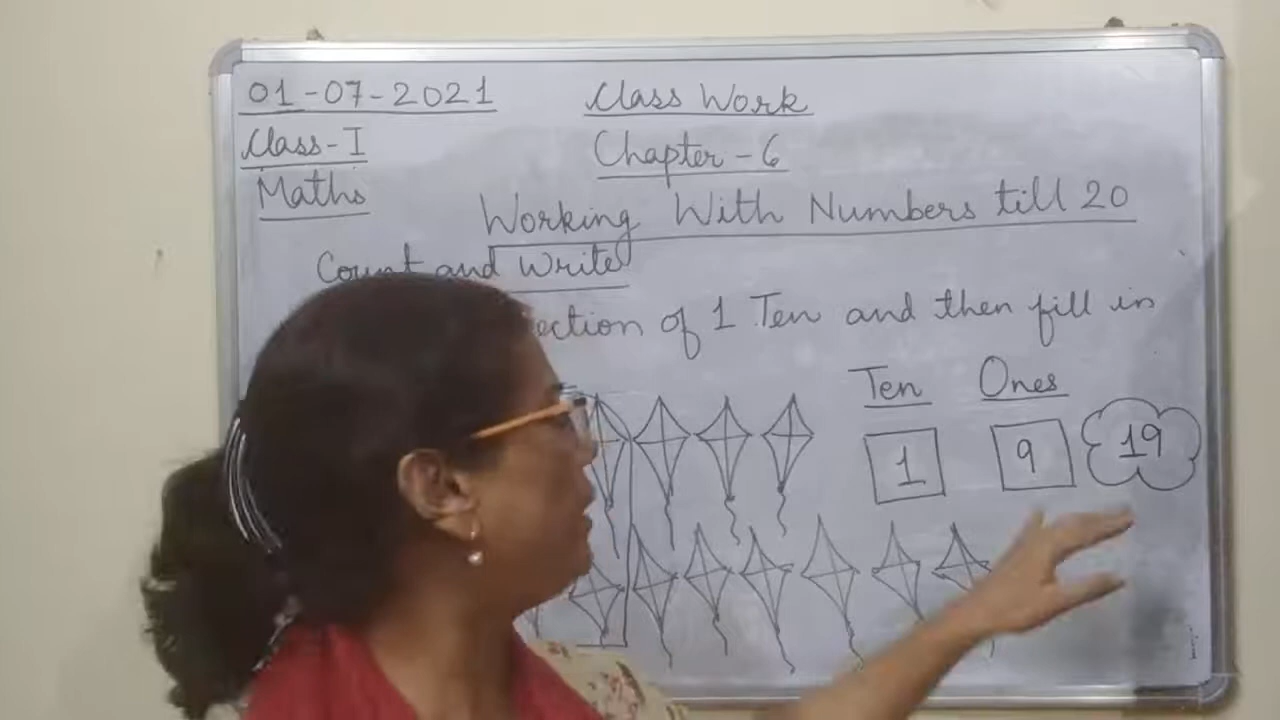 01-07-2021 Class Work
Class-I Chapter-6
Maths
Working With Numbers till 20
Count and Write
of 1 Ten and then fill in
Ten Ones
1 9 19